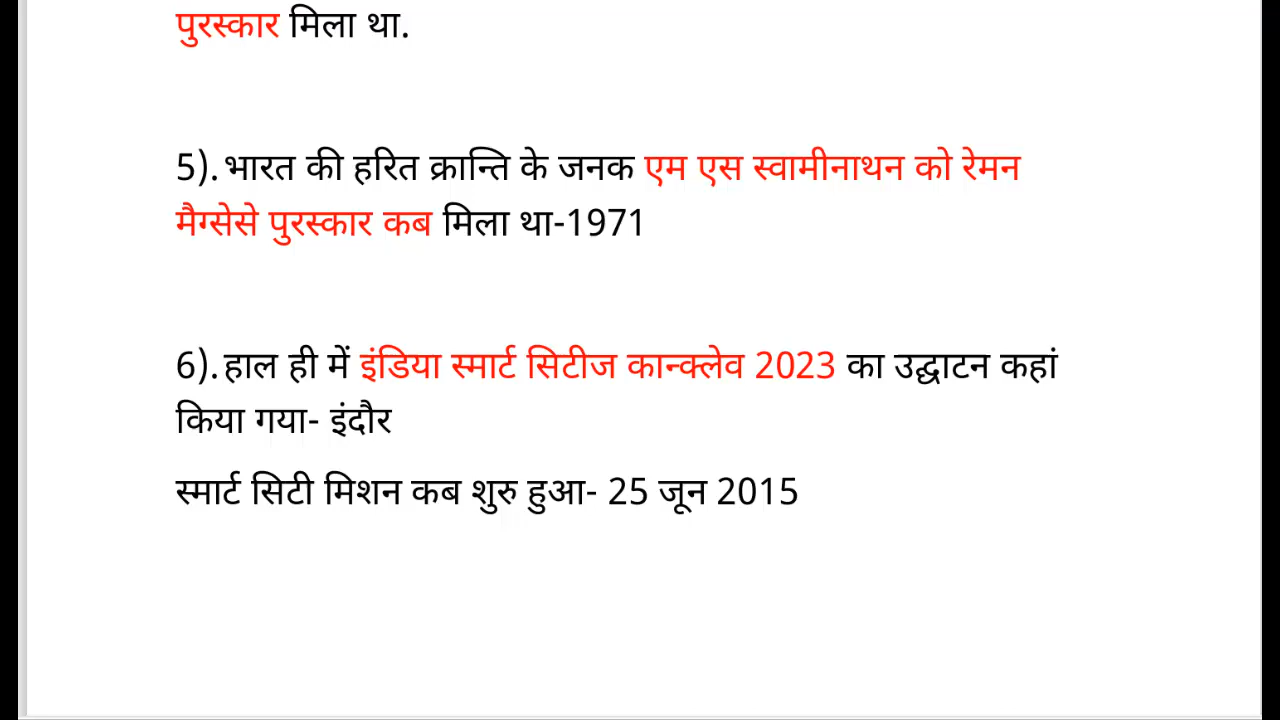 पुरस्कार मिला था.
5). भारत की हरित क्रान्ति के जनक एम एस स्वामीनाथन को रेमन
मैग्सेसे पुरस्कार कब मिला था-1971
6). हाल ही में इंडिया स्मार्ट सिटीज कान्क्लेव 2023 का उद्घाटन कहां
किया गया- इंदौर
स्मार्ट सिटी मिशन कब शुरु हुआ- 25 जून 2015